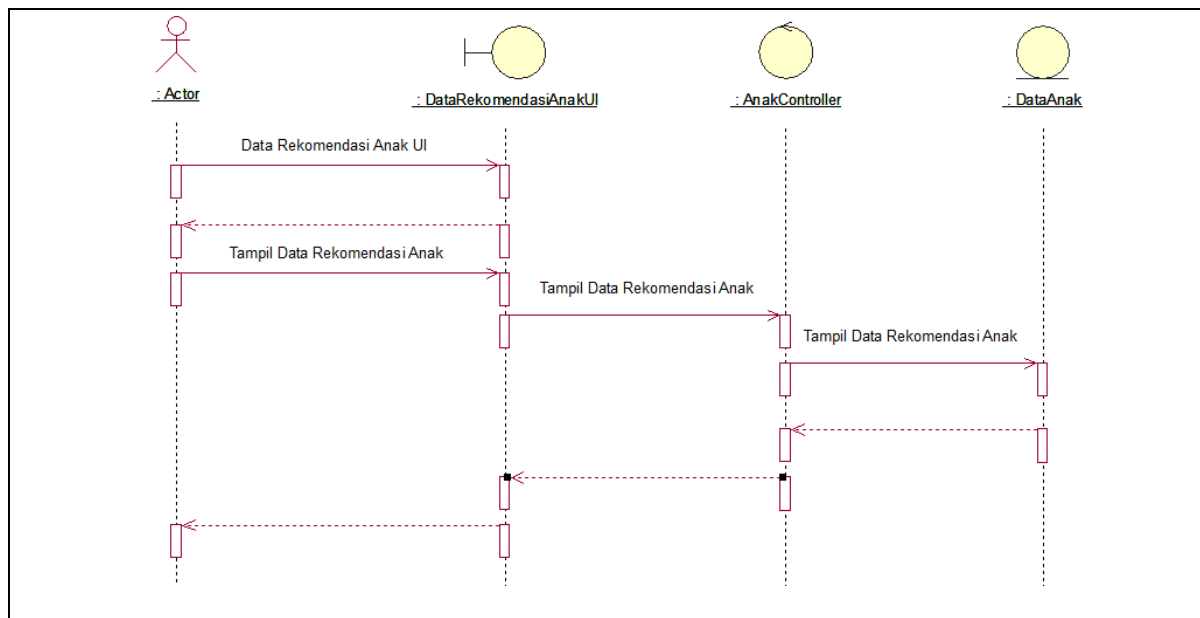 : Actor
: DataRekomendasiAnakUI
: AnakController
: DataAnak
Data Rekomendasi Anak UI
Tampil Data Rekomendasi Anak
Tampil Data Rekomendasi Anak
Tampil Data Rekomendasi Anak